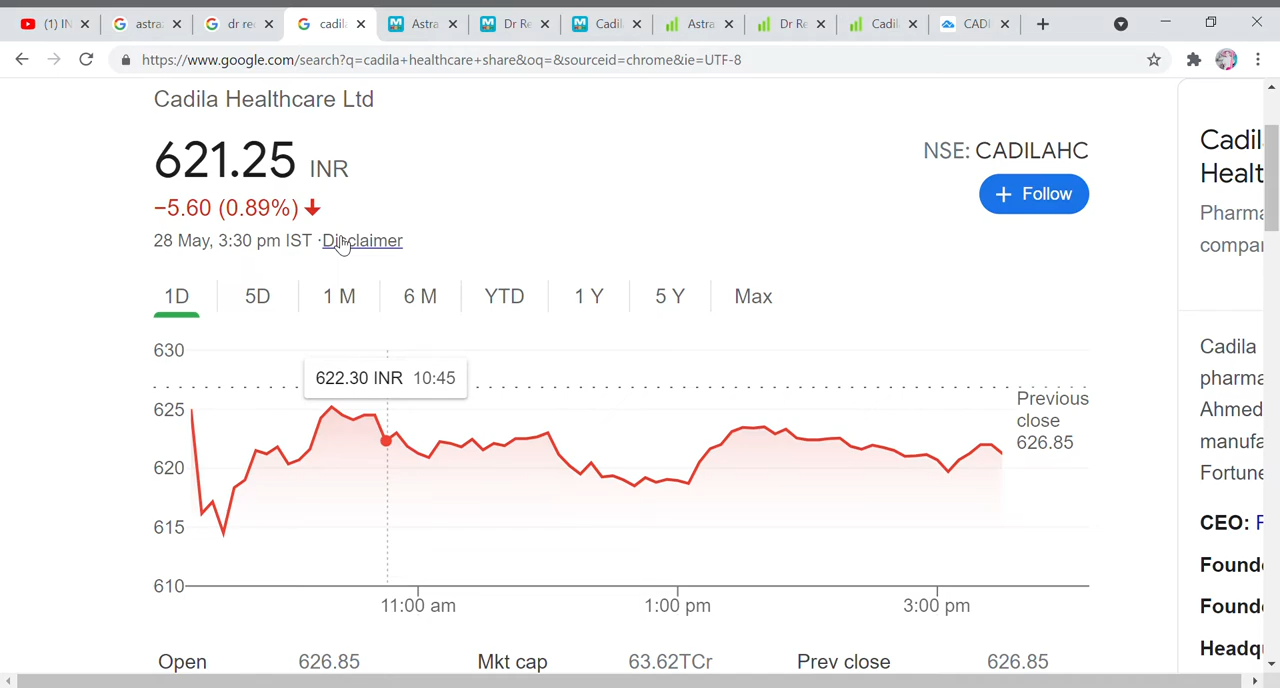 (1) IN
astra
dr re
cadila
Astra
Dr Re
Cadil
Astra
Dr Re
Cadil
CADI
https://www.google.com/search?q=cadila+healthcare+share&oq=&sourceid=chrome&ie=UTF-8
Cadila Healthcare Ltd
621.25 INR
−5.60 (0.89%)
28 May, 3:30 pm IST · Disclaimer
NSE: CADILAHC
+ Follow
1D 5D 1 M 6 M YTD 1 Y 5 Y Max
630
622.30 INR 10:45
625
620
615
610
Previous
close
626.85
11:00 am 1:00 pm 3:00 pm
Open 626.85 Mkt cap 63.62TCr Prev close 626.85
Cadil
Healt
Pharma
compan
Cadila
pharma
Ahmed
manufa
Fortune
CEO: P
Founde
Founde
Headqu